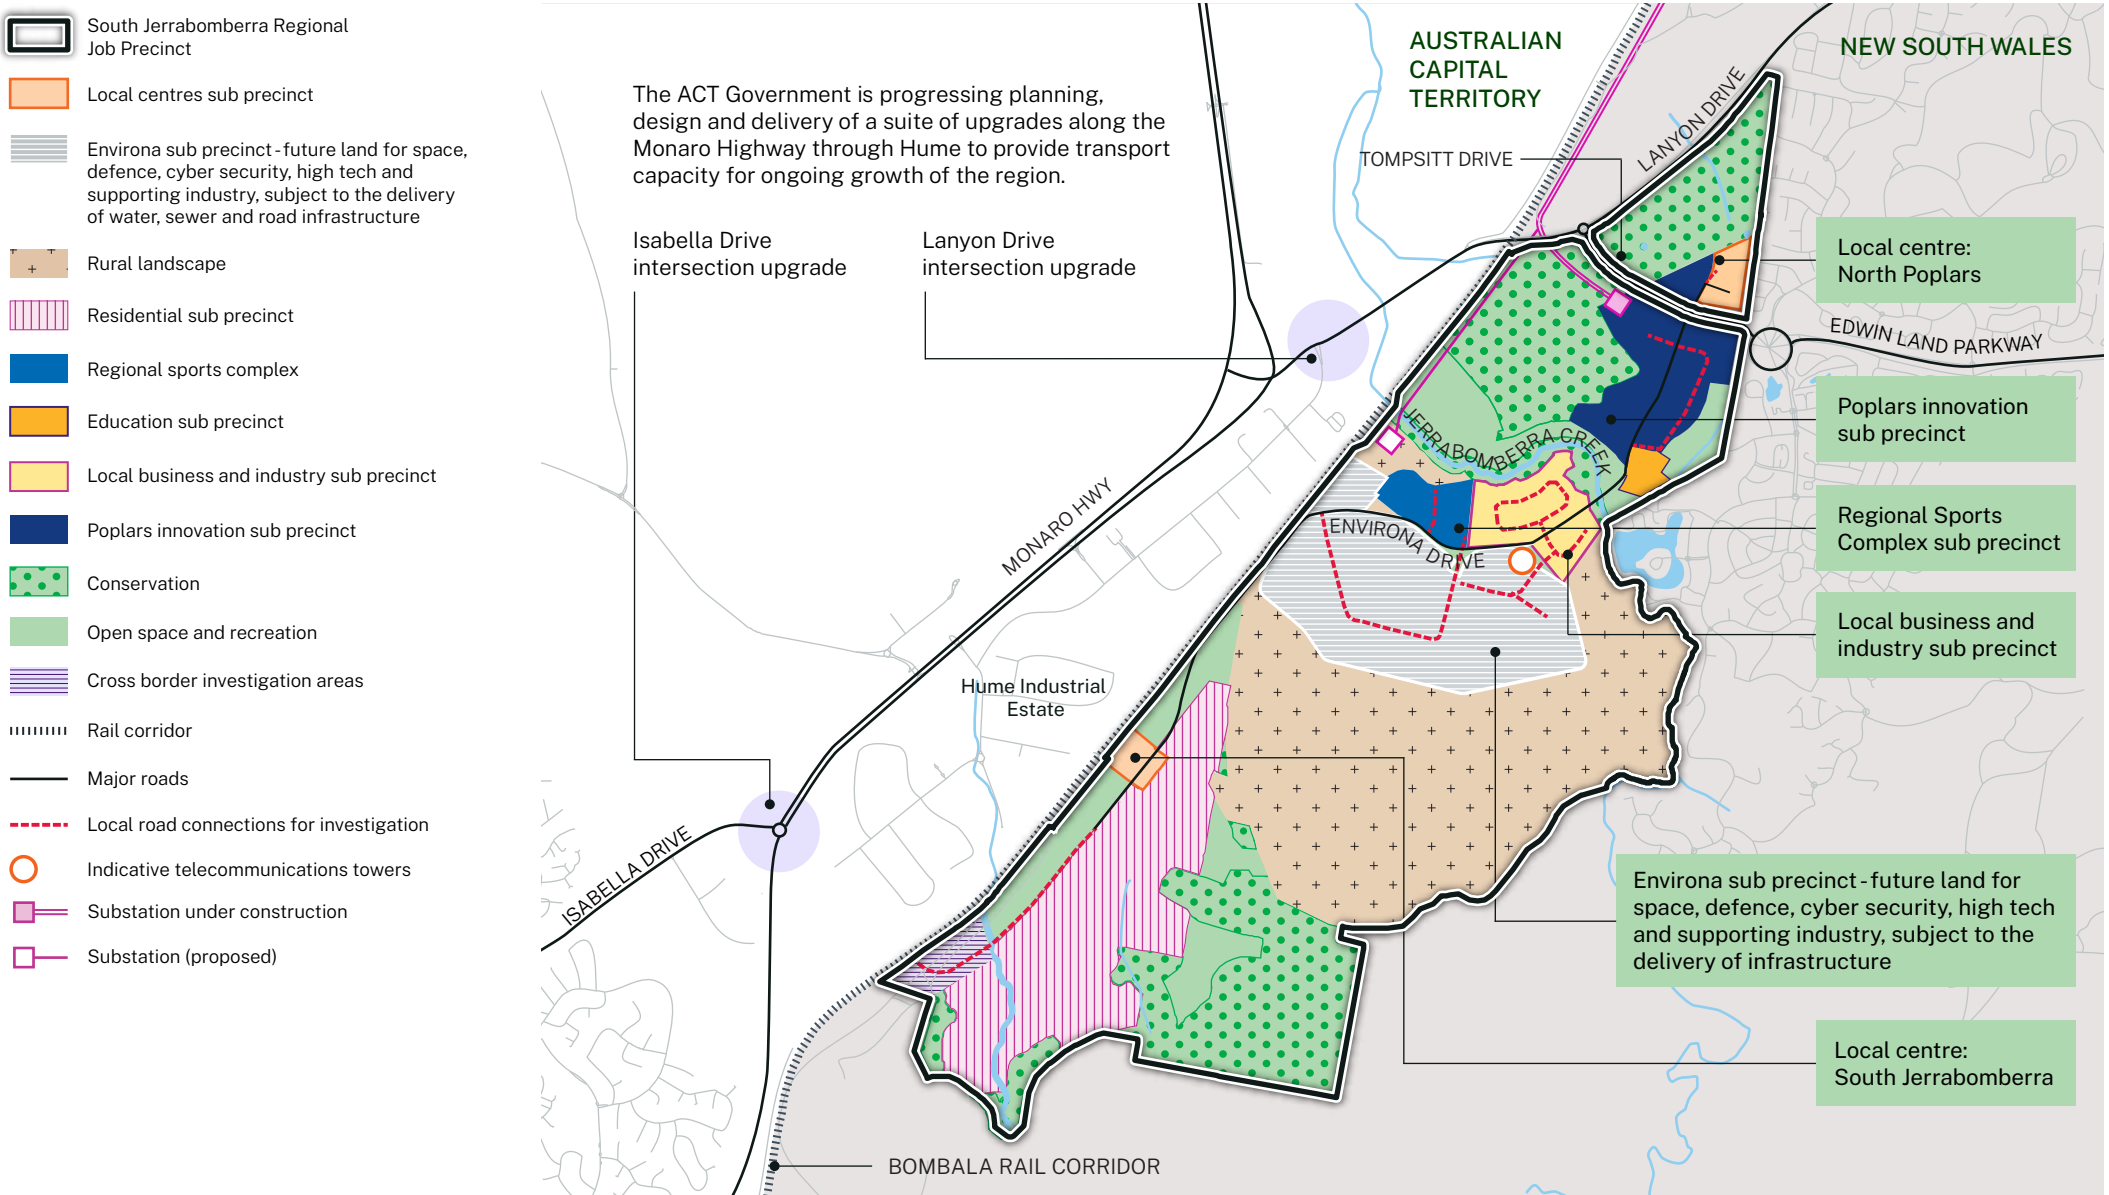 South Jerrabomberra Regional
Job Precinct
Local centres sub precinct
Environa sub precinct - future land for space,
defence, cyber security, high tech and
supporting industry, subject to the delivery
of water, sewer and road infrastructure
Rural landscape
Residential sub precinct
Regional sports complex
Education sub precinct
Local business and industry sub precinct
Poplars innovation sub precinct
Conservation
Open space and recreation
Cross border investigation areas
Rail corridor
Major roads
Local road connections for investigation
Indicative telecommunications towers
Substation under construction
Substation (proposed)
The ACT Government is progressing planning,
design and delivery of a suite of upgrades along the
Monaro Highway through Hume to provide transport
capacity for ongoing growth of the region.
Isabella Drive
intersection upgrade
Lanyon Drive
intersection upgrade
AUSTRALIAN
CAPITAL
TERRITORY
NEW SOUTH WALES
TOMPSITT DRIVE
LANYON DRIVE
Local centre:
North Poplars
EDWIN LAND PARKWAY
Poplars innovation
sub precinct
JERRABOMBERRA CREEK
MONARO HWY
ENVIRONA DRIVE
Regional Sports
Complex sub precinct
Local business and
industry sub precinct
Hume Industrial
Estate
ISABELLA DRIVE
Environa sub precinct - future land for
space, defence, cyber security, high tech
and supporting industry, subject to the
delivery of infrastructure
Local centre:
South Jerrabomberra
BOMBALA RAIL CORRIDOR